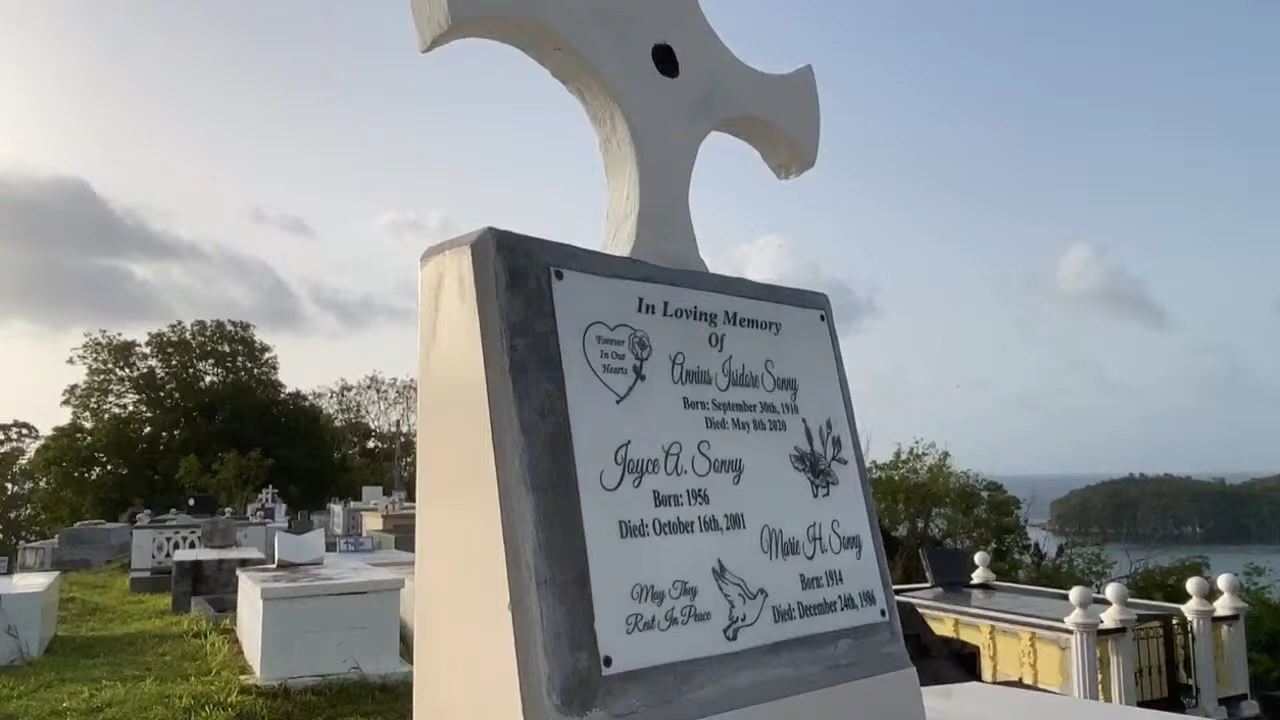 In Loving Memory
Of
Forever
In Our
Hearts
Annius Isidore Sonny
Born: September 30th, 1910
Died: May 8th 2020
Joyce A. Sonny
Born: 1956
Died: October 16th, 2001
Marie H. Sonny
Born: 1914
Died: December 24th, 1986
May They
Rest In Peace